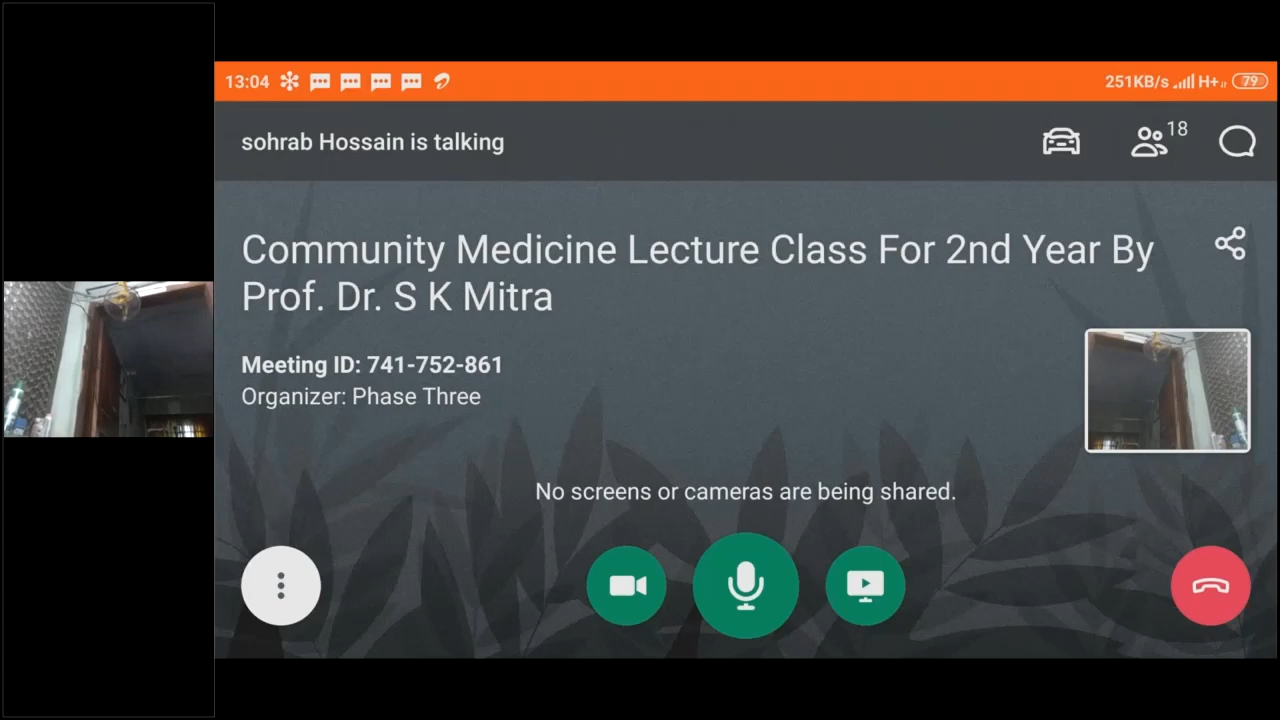 13:04
251KB/s H+ 79
sohrab Hossain is talking
18
Community Medicine Lecture Class For 2nd Year By
Prof. Dr. S K Mitra
Meeting ID: 741-752-861
Organizer: Phase Three
No screens or cameras are being shared.